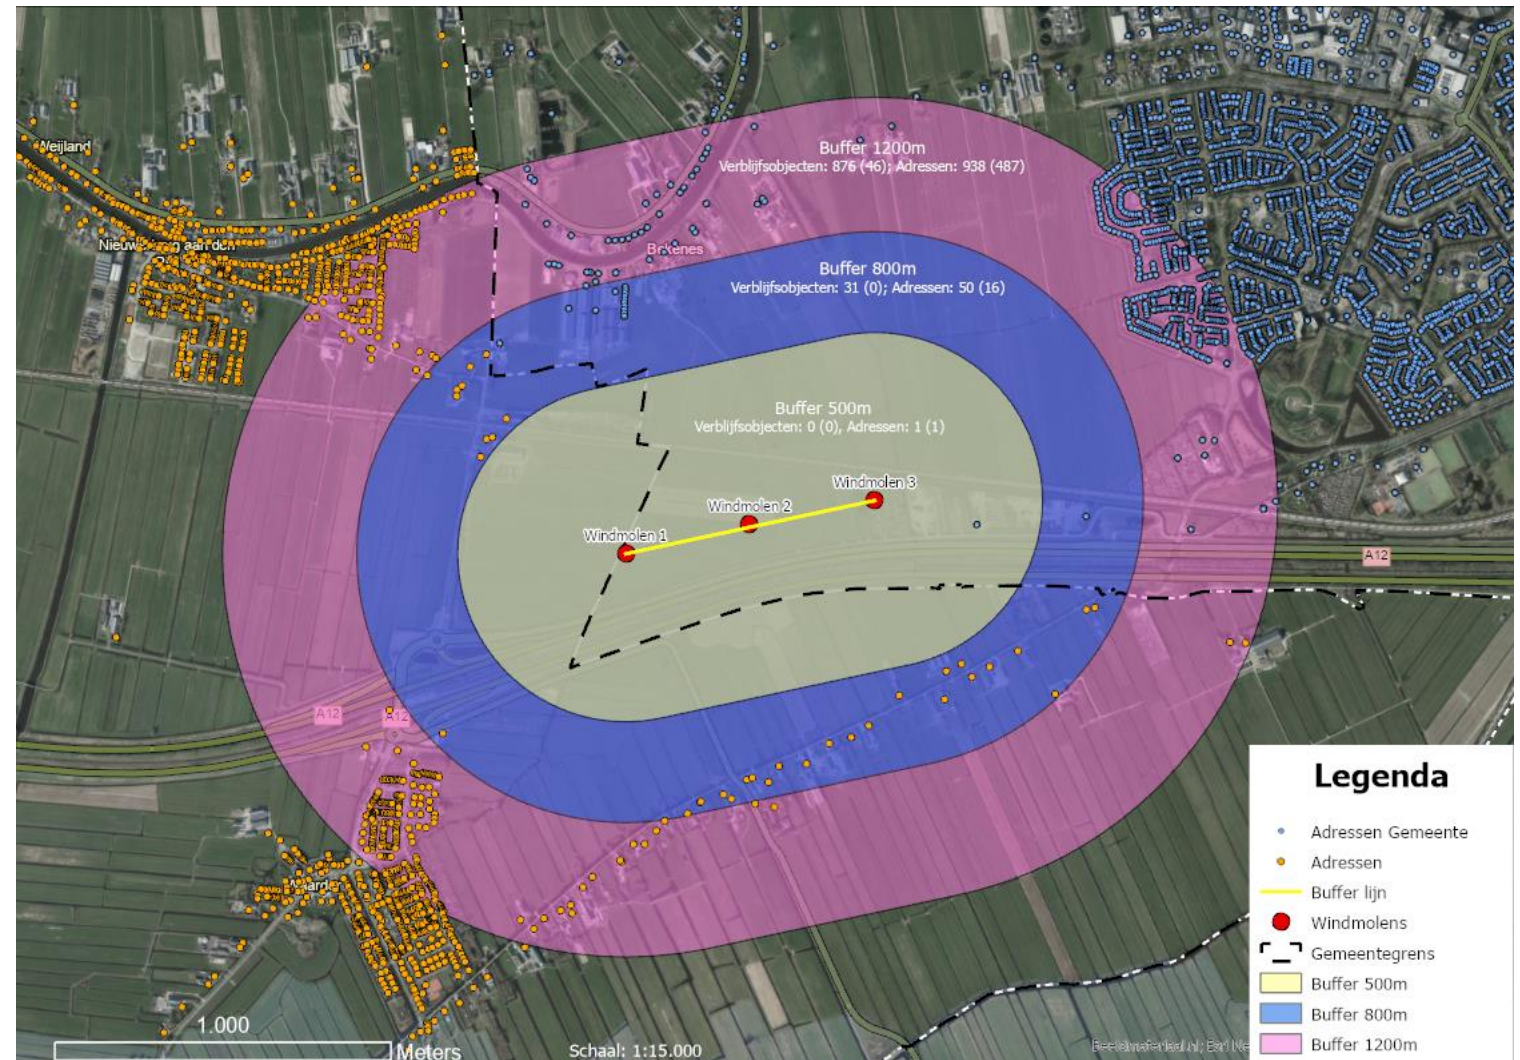 Weijland
Buffer 1200m
Verblijfsobjecten: 876 (46); Adressen: 938 (487)
Bekenes
Buffer 800m
Verblijfsobjecten: 31 (0); Adressen: 50 (16)
Buffer 500m
Verblijfsobjecten: 0 (0), Adressen: 1 (1)
Windmolen 3
Windmolen 2
Windmolen 1
A12
A12
A12
Legenda
Adressen Gemeente
Adressen
Buffer lijn
Windmolens
Gemeentegrens
Buffer 500m
Buffer 800m
Buffer 1200m
1.000
Meters
Schaal: 1:15.000